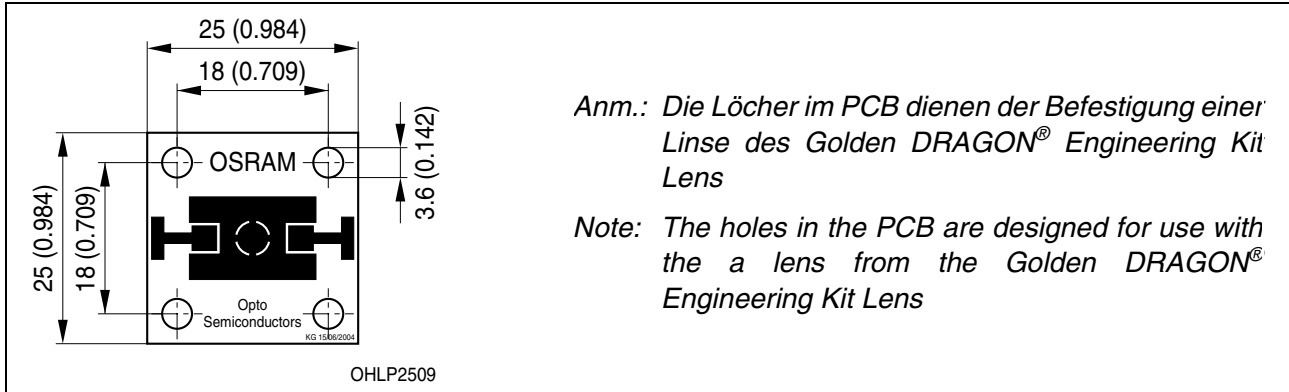 25 (0.984)
18 (0.709)
3.6 (0.142)
25 (0.984)
18 (0.709)
OSRAM
Opto
Semiconductors
KG 15/06/2004
OHLP2509
Anm.: Die Löcher im PCB dienen der Befestigung einer
Linse des Golden DRAGON® Engineering Kit
Lens
Note: The holes in the PCB are designed for use with
the a lens from the Golden DRAGON®
Engineering Kit Lens